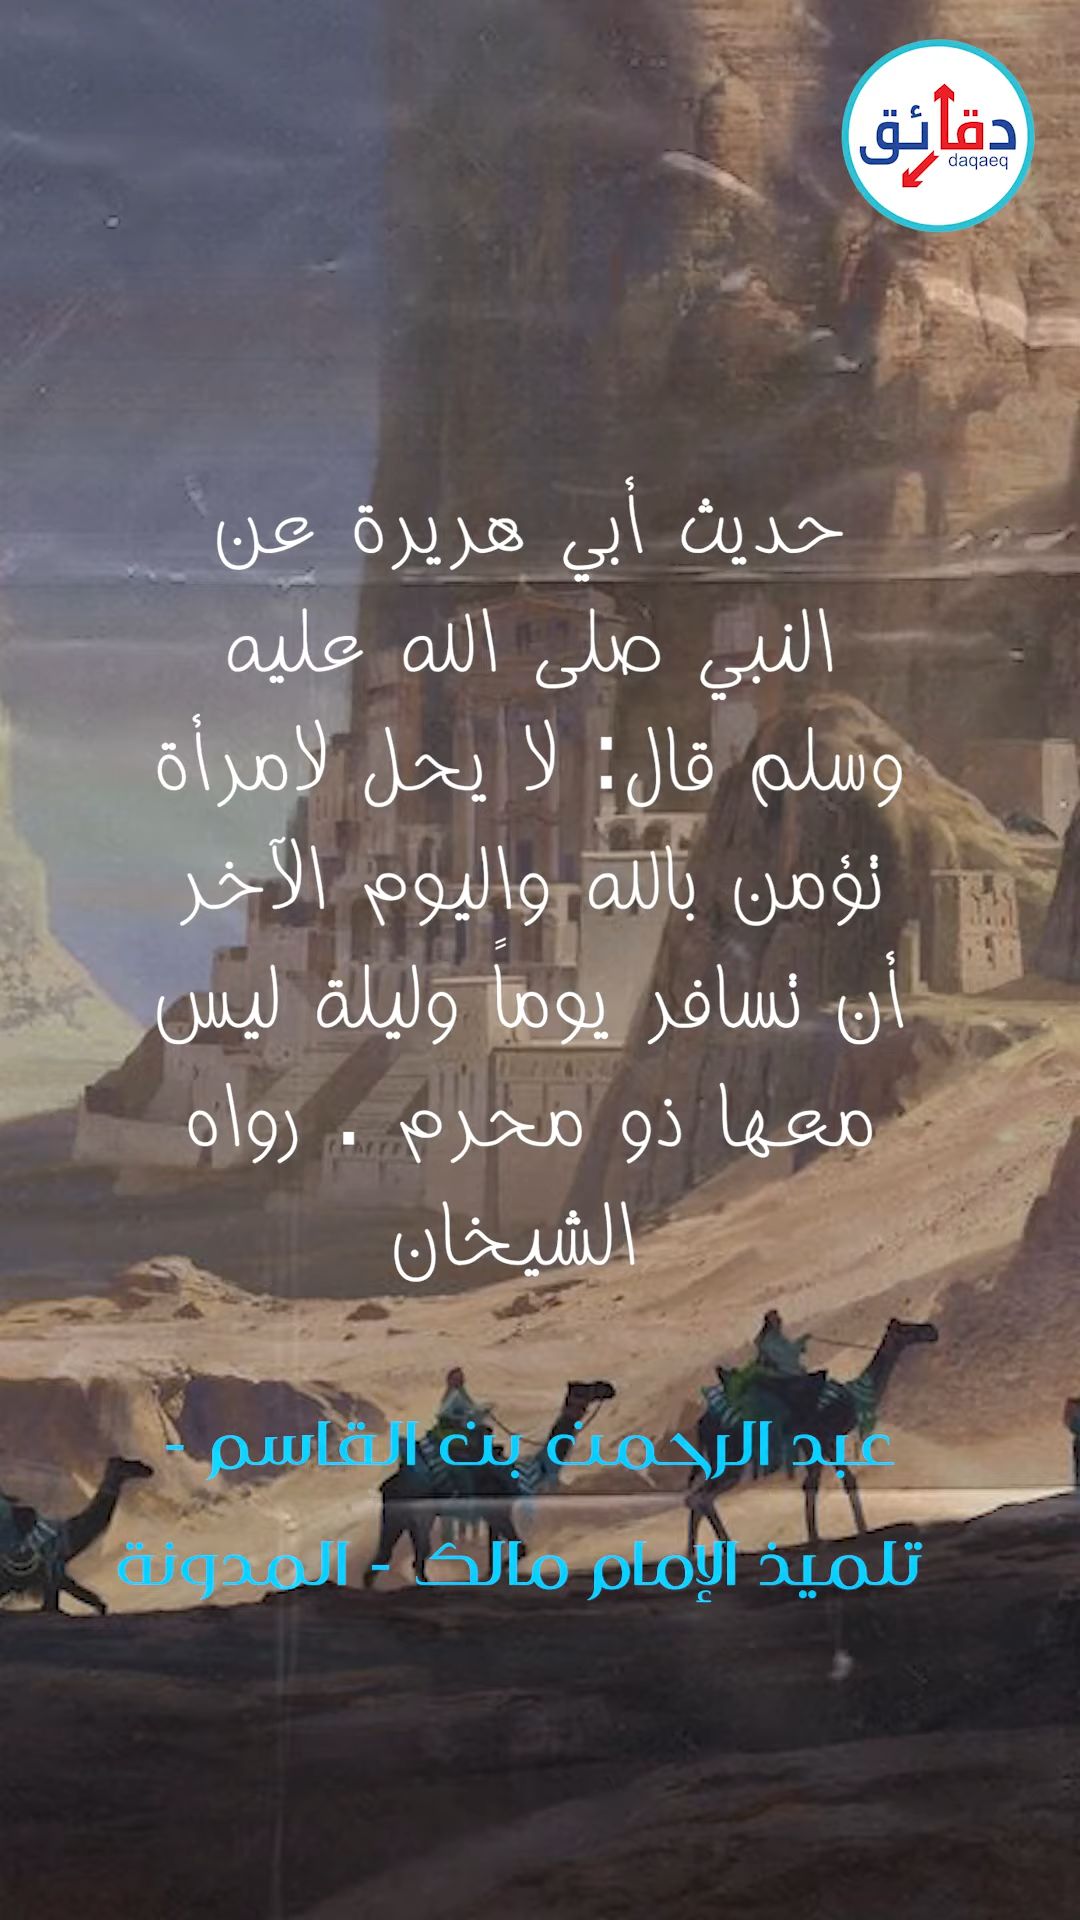 دقائق
daqaeq
حديث أبي هريرة عن
النبي صلى الله عليه
وسلم قال: لا يحل لامرأة
تؤمن بالله واليوم الآخر
أن تسافر يوماً وليلة ليس
معها ذو محرم . رواه
الشيخان
عبد الرحمن بن القاسم -
تلميذ الإمام مالك - المدونة